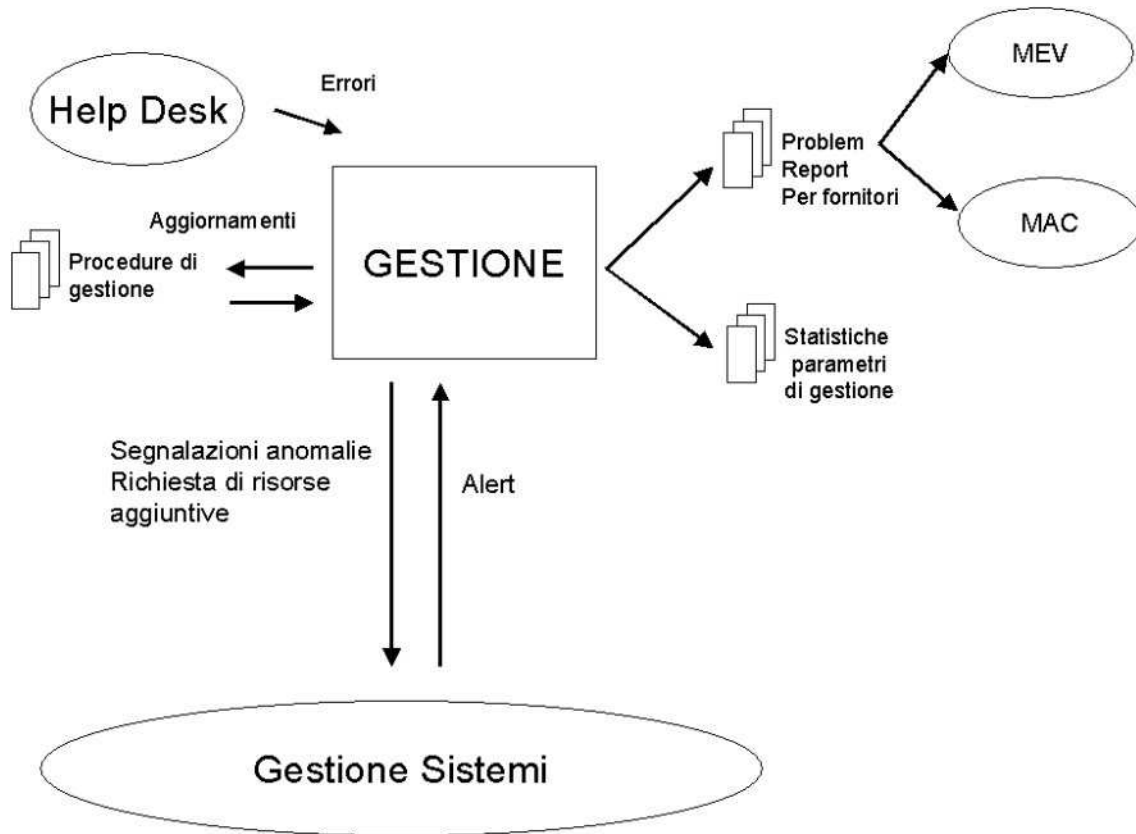 MEV
Errori
Help Desk
Problem
Report
Per fornitori
MAC
Aggiornamenti
Procedure di
gestione
GESTIONE
Statistiche
parametri
di gestione
Segnalazioni anomalie
Richiesta di risorse
aggiuntive
Alert
Gestione Sistemi